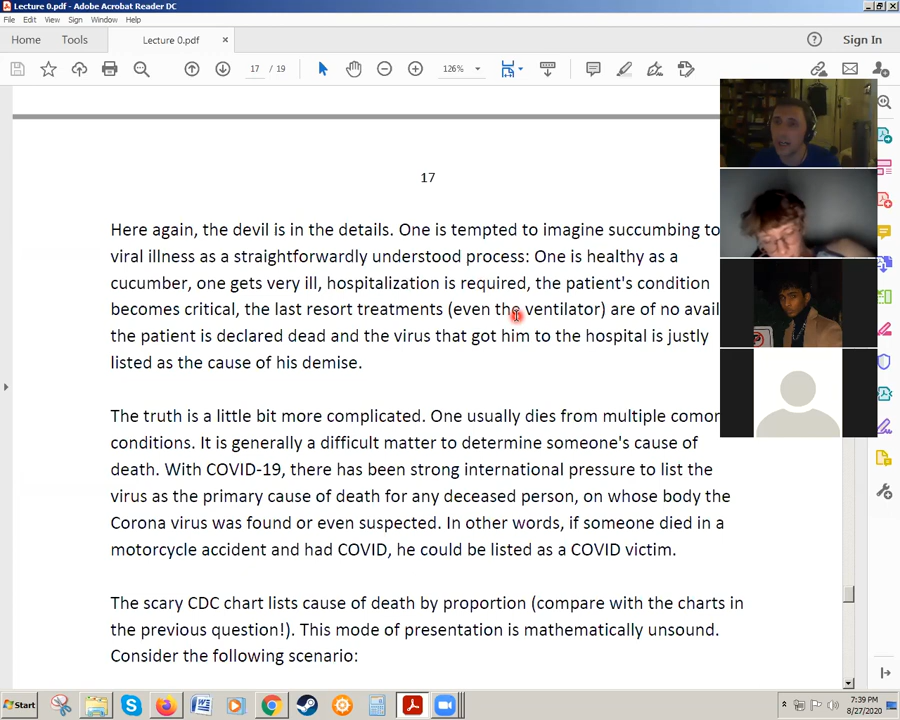 Lecture 0.pdf - Adobe Acrobat Reader DC
File Edit View Sign Window Help
Home Tools Lecture 0.pdf × Sign In
17 / 19 126%
17
Here again, the devil is in the details. One is tempted to imagine succumbing to
viral illness as a straightforwardly understood process: One is healthy as a
cucumber, one gets very ill, hospitalization is required, the patient's condition
becomes critical, the last resort treatments (even the ventilator) are of no avail
the patient is declared dead and the virus that got him to the hospital is justly
listed as the cause of his demise.
The truth is a little bit more complicated. One usually dies from multiple comor
conditions. It is generally a difficult matter to determine someone's cause of
death. With COVID-19, there has been strong international pressure to list the
virus as the primary cause of death for any deceased person, on whose body the
Corona virus was found or even suspected. In other words, if someone died in a
motorcycle accident and had COVID, he could be listed as a COVID victim.
The scary CDC chart lists cause of death by proportion (compare with the charts in
the previous question!). This mode of presentation is mathematically unsound.
Consider the following scenario:
Start
7:39 PM
8/27/2020